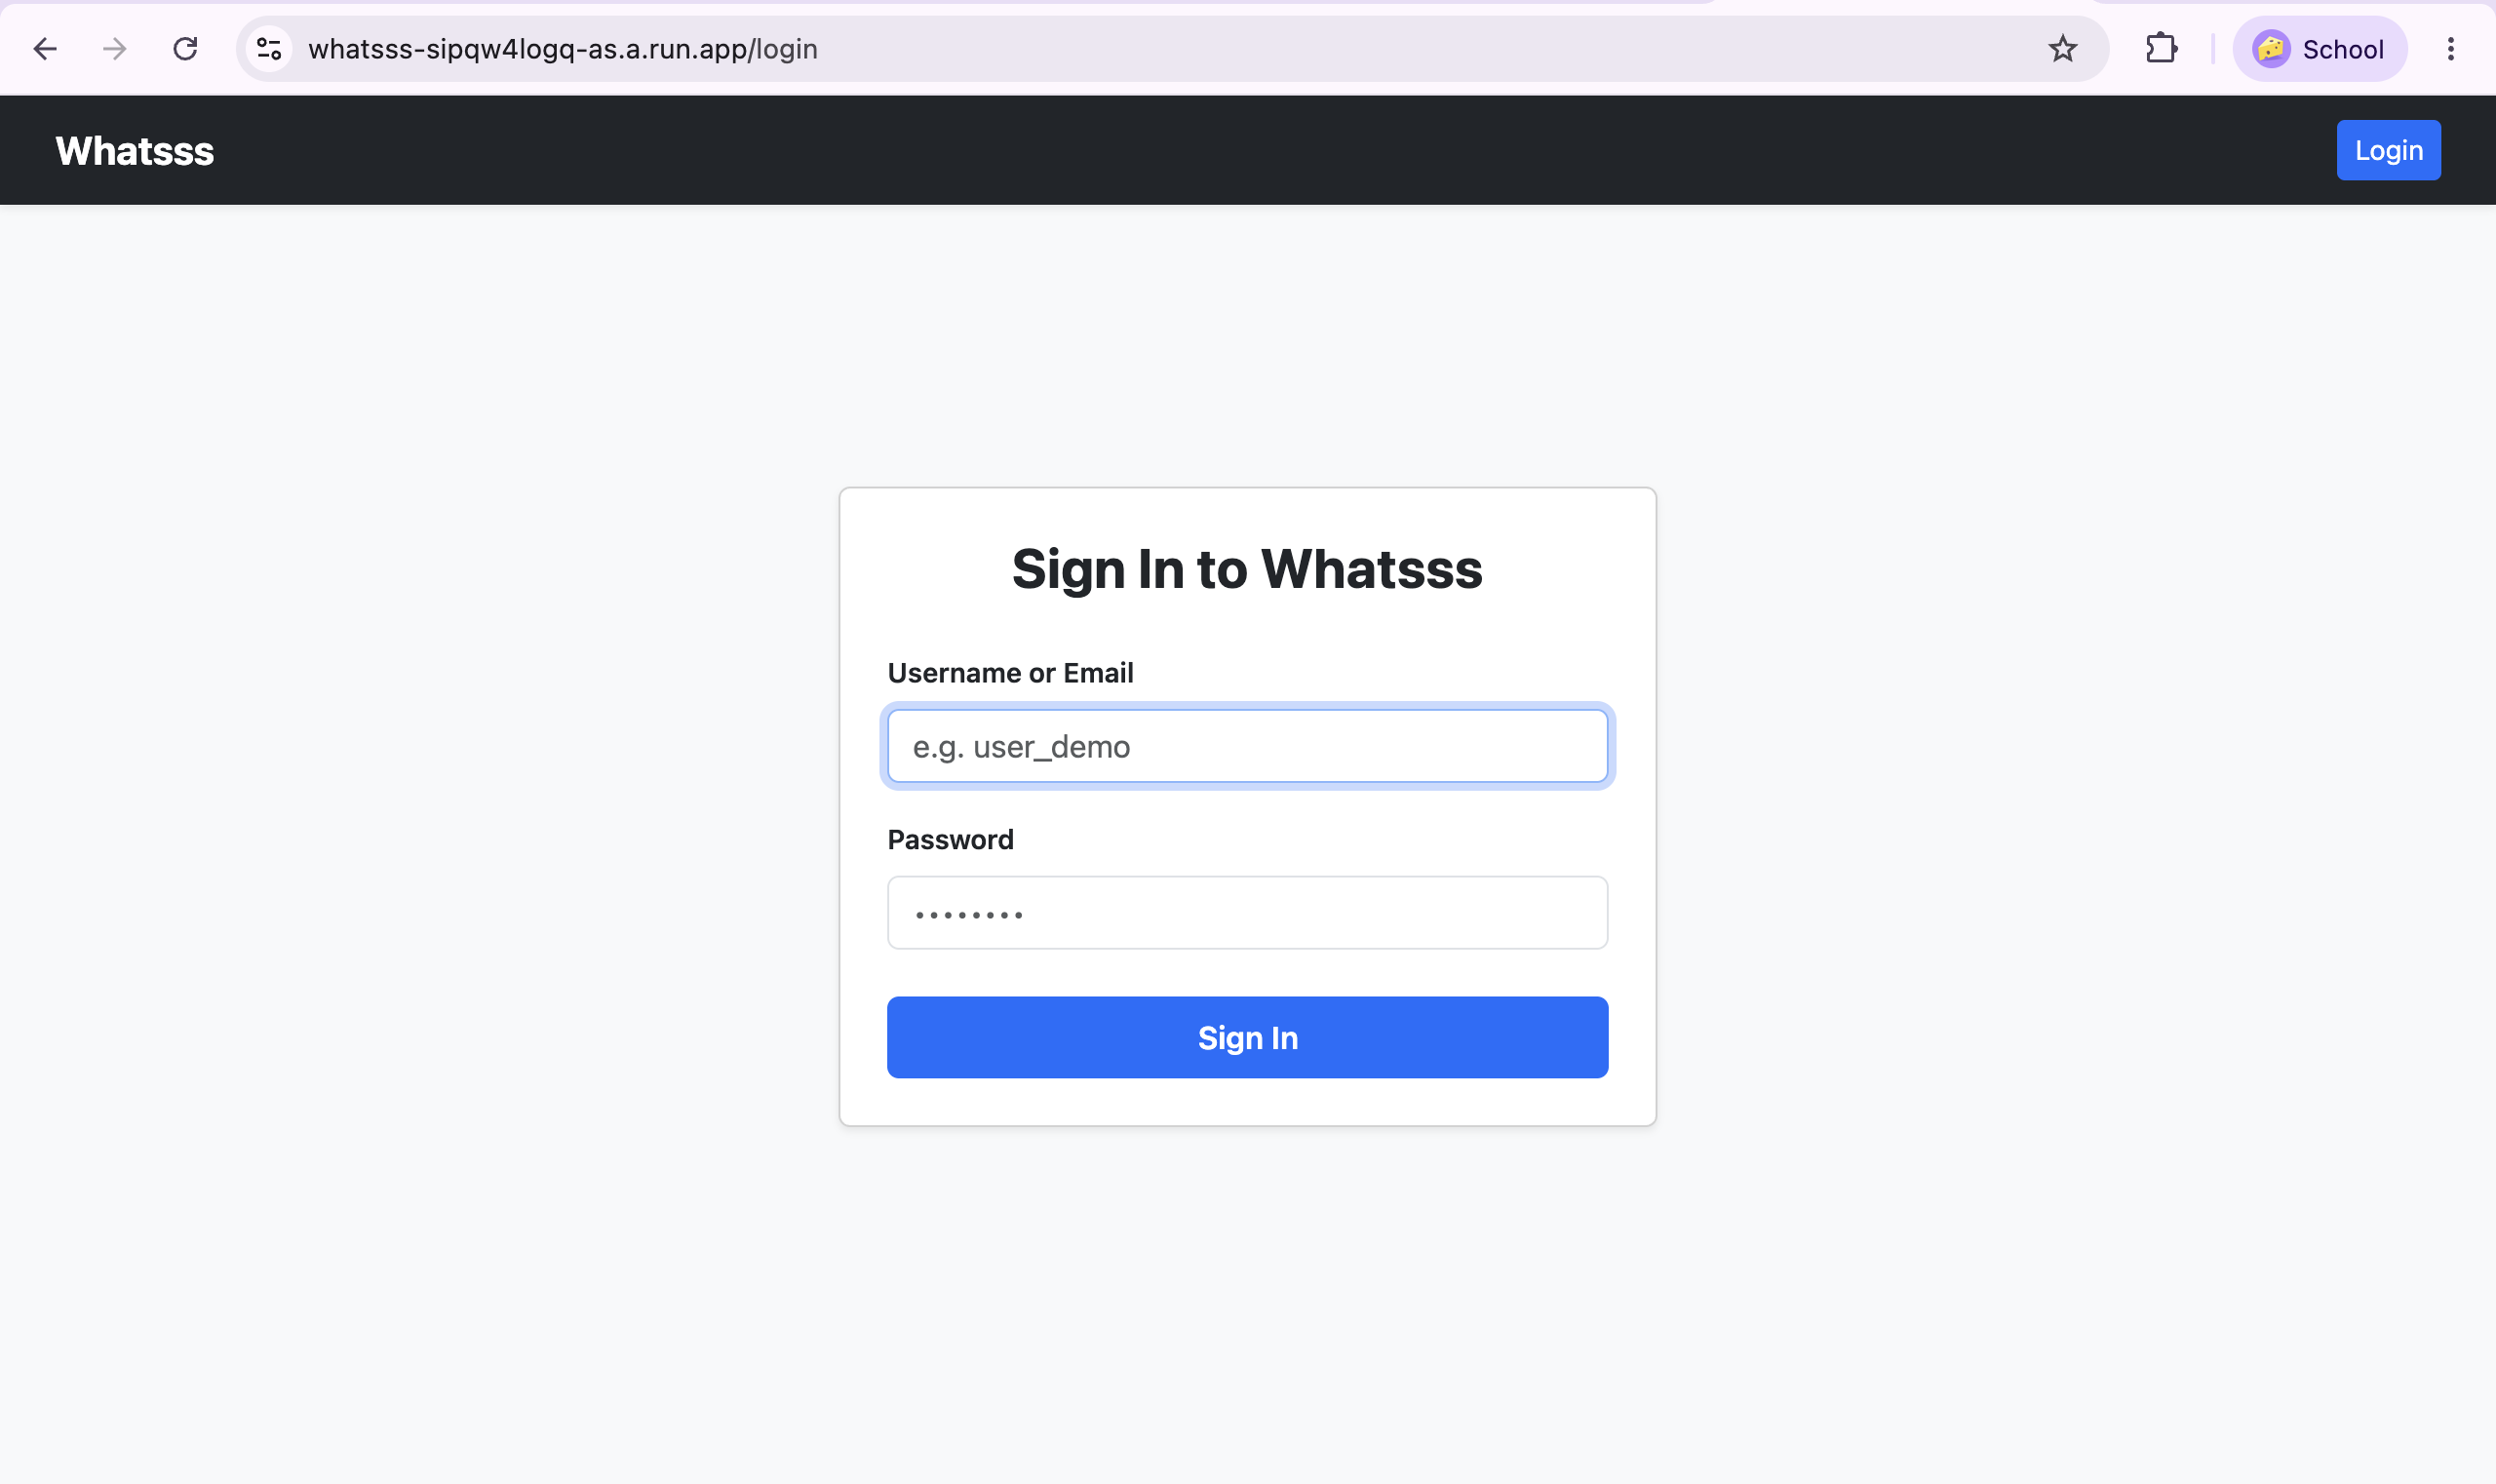 whatsss-sipqw4logq-as.a.run.app/login
School
Whatsss
Login
Sign In to Whatsss
Username or Email
e.g. user_demo
Password
••••••••
Sign In